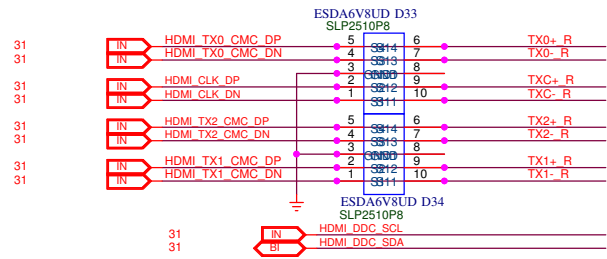 ESDA6V8UD D33
SLP2510P8
31 IN HDMI_TX0_CMC_DP 5 6 TX0+_R
31 IN HDMI_TX0_CMC_DN 4 7 TX0-_R
3 8
31 IN HDMI_CLK_DP 2 9 TXC+_R
31 IN HDMI_CLK_DN 1 10 TXC-_R
31 IN HDMI_TX2_CMC_DP 5 6 TX2+_R
31 IN HDMI_TX2_CMC_DN 4 7 TX2-_R
3 8
31 IN HDMI_TX1_CMC_DP 2 9 TX1+_R
31 IN HDMI_TX1_CMC_DN 1 10 TX1-_R
ESDA6V8UD D34
SLP2510P8
31 IN HDMI_DDC_SCL
31 BI HDMI_DDC_SDA